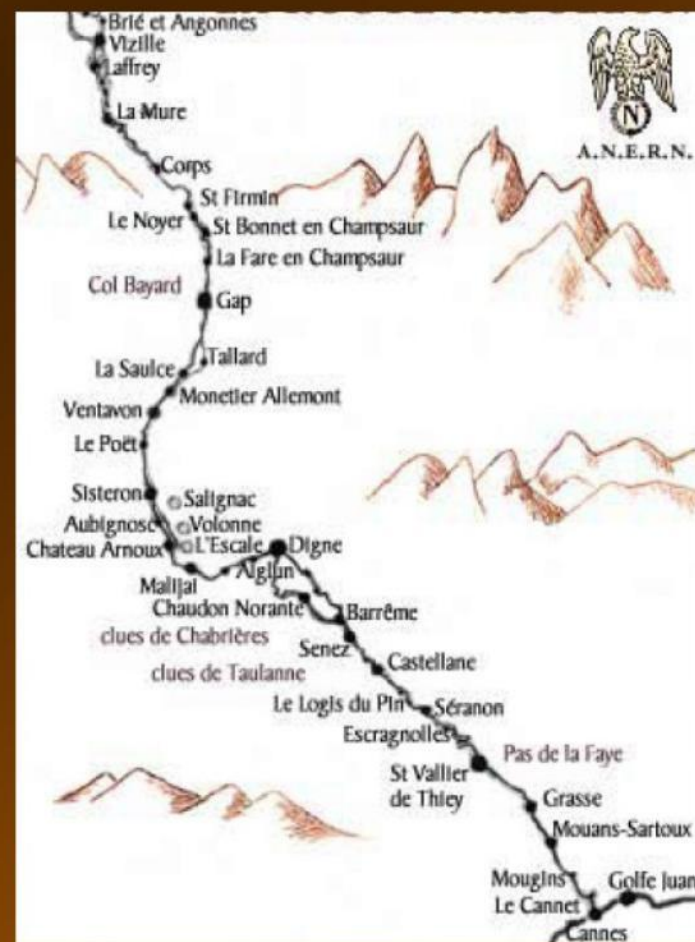 Brié et Angonnes
Vizille
Laffrey
La Mure
N
A.N.E.R.N.
Corps
St Firmin
Le Noyer
St Bonnet en Champsaur
La Fare en Champsaur
Col Bayard
Gap
Tallard
La Saulce
Monetier Allemont
Ventavon
Le Poët
Sisteron
Salignac
Aubignosc
Volonne
Chateau Arnoux
L'Escale
Digne
Aiglun
Malijai
Chaudon Norante
Barrême
clues de Chabrières
Senez
clues de Taulanne
Castellane
Le Logis du Pin
Séranon
Escragnolles
Pas de la Faye
St Vallier
de Thiey
Grasse
Mouans-Sartoux
Mougins
Golfe Juan
Le Cannet
Cannes